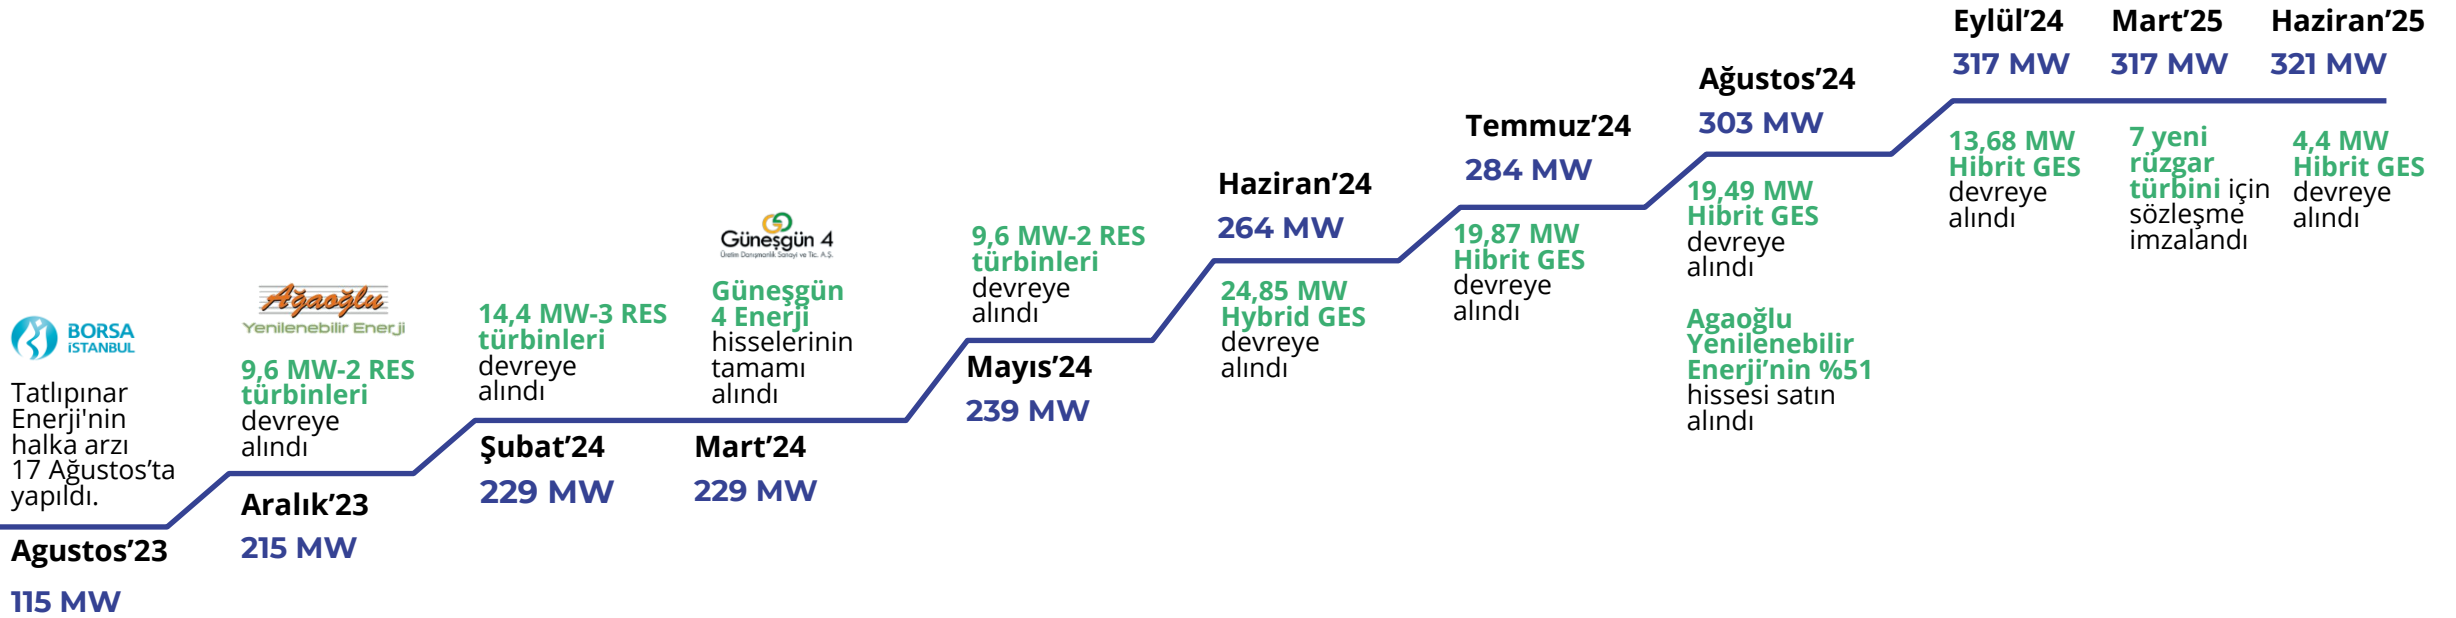 BORSA
İSTANBUL
Tatlıpınar
Enerji'nin
halka arzı
17 Ağustos’ta
yapıldı.
Agustos’23
115 MW
Ağaoğlu
Yenilenebilir Enerji
9,6 MW-2 RES
türbinleri
devreye
alındı
Aralık’23
215 MW
14,4 MW-3 RES
türbinleri
devreye
alındı
Şubat’24
229 MW
Güneşgün 4
Üretim Danışmanlık Sanayi ve Tic. A.Ş.
Güneşgün
4 Enerji
hisselerinin
tamamı
alındı
Mart’24
229 MW
9,6 MW-2 RES
türbinleri
devreye
alındı
Mayıs’24
239 MW
Haziran’24
264 MW
24,85 MW
Hybrid GES
devreye
alındı
Temmuz’24
284 MW
19,87 MW
Hibrit GES
devreye
alındı
Ağustos’24
303 MW
19,49 MW
Hibrit GES
devreye
alındı
Agaoğlu
Yenilenebilir
Enerji’nin %51
hissesi satın
alındı
Eylül’24
317 MW
13,68 MW
Hibrit GES
devreye
alındı
Mart’25
317 MW
7 yeni
rüzgar
türbini için
sözleşme
imzalandı
Haziran’25
321 MW
4,4 MW
Hibrit GES
devreye
alındı